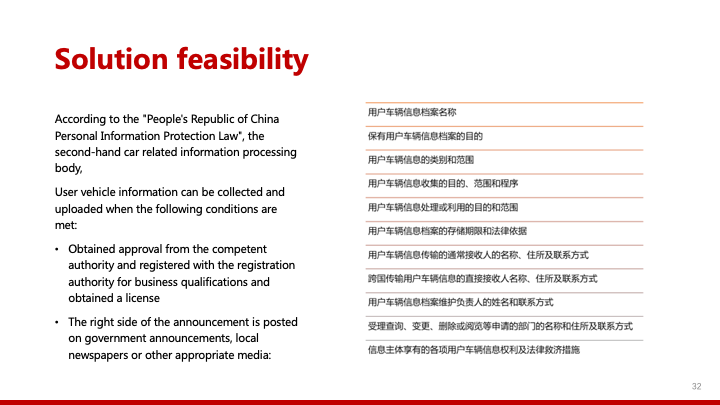 Solution feasibility
According to the "People's Republic of China
Personal Information Protection Law", the
second-hand car related information processing
body,
User vehicle information can be collected and
uploaded when the following conditions are
met:
• Obtained approval from the competent
authority and registered with the registration
authority for business qualifications and
obtained a license
• The right side of the announcement is posted
on government announcements, local
newspapers or other appropriate media:
用户车辆信息档案名称
保有用户车辆信息档案的目的
用户车辆信息的类别和范围
用户车辆信息收集的目的、范围和程序
用户车辆信息处理或利用的目的和范围
用户车辆信息档案的存储期限和法律依据
用户车辆信息传输的通常接收人的名称、住所及联系方式
跨国传输用户车辆信息的直接接收人名称、住所及联系方式
用户车辆信息档案维护负责人的姓名和联系方式
受理查询、变更、删除或阅览等申请的部门的名称和住所及联系方式
信息主体享有的各项用户车辆信息权利及法律救济措施
32